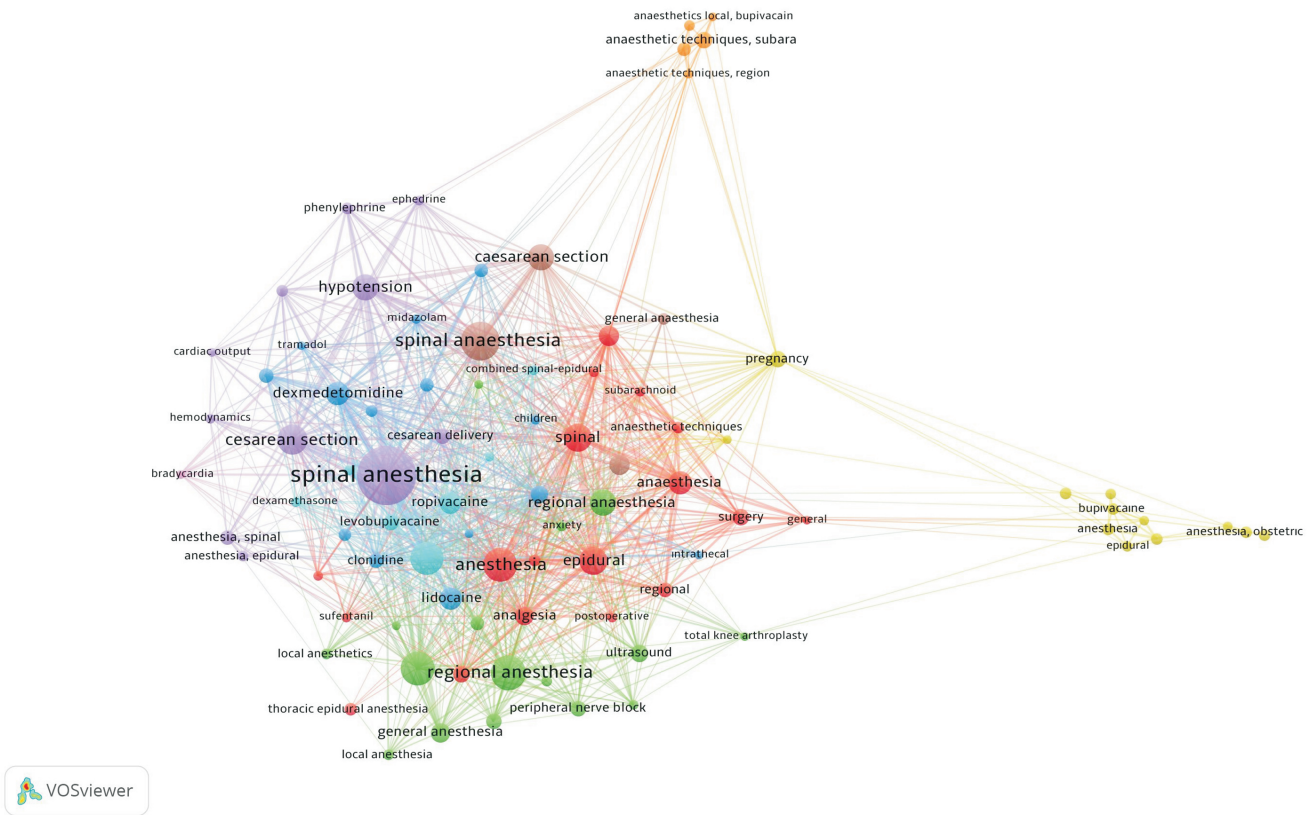 anaesthetics local, bupivacain
anaesthetic techniques, subara
anaesthetic techniques, region
ephedrine
phenylephrine
caesarean section
hypotension
midazolam
general anaesthesia
spinal anaesthesia
tramadol
cardiac output
pregnancy
combined spinal-epidural
dexmedetomidine
subarachnoid
hemodynamics
children
anaesthetic techniques
cesarean section
cesarean delivery
spinal
bradycardia
spinal anesthesia
anaesthesia
dexamethasone
ropivacaine
regional anaesthesia
bupivacaine
levobupivacaine
anxiety
surgery
general
anesthesia
anesthesia, obstetric
anesthesia, spinal
epidural
anesthesia, epidural
clonidine
anesthesia
epidural
intrathecal
lidocaine
regional
sufentanil
analgesia
postoperative
total knee arthroplasty
local anesthetics
ultrasound
regional anesthesia
thoracic epidural anesthesia
peripheral nerve block
general anesthesia
local anesthesia
VOSviewer